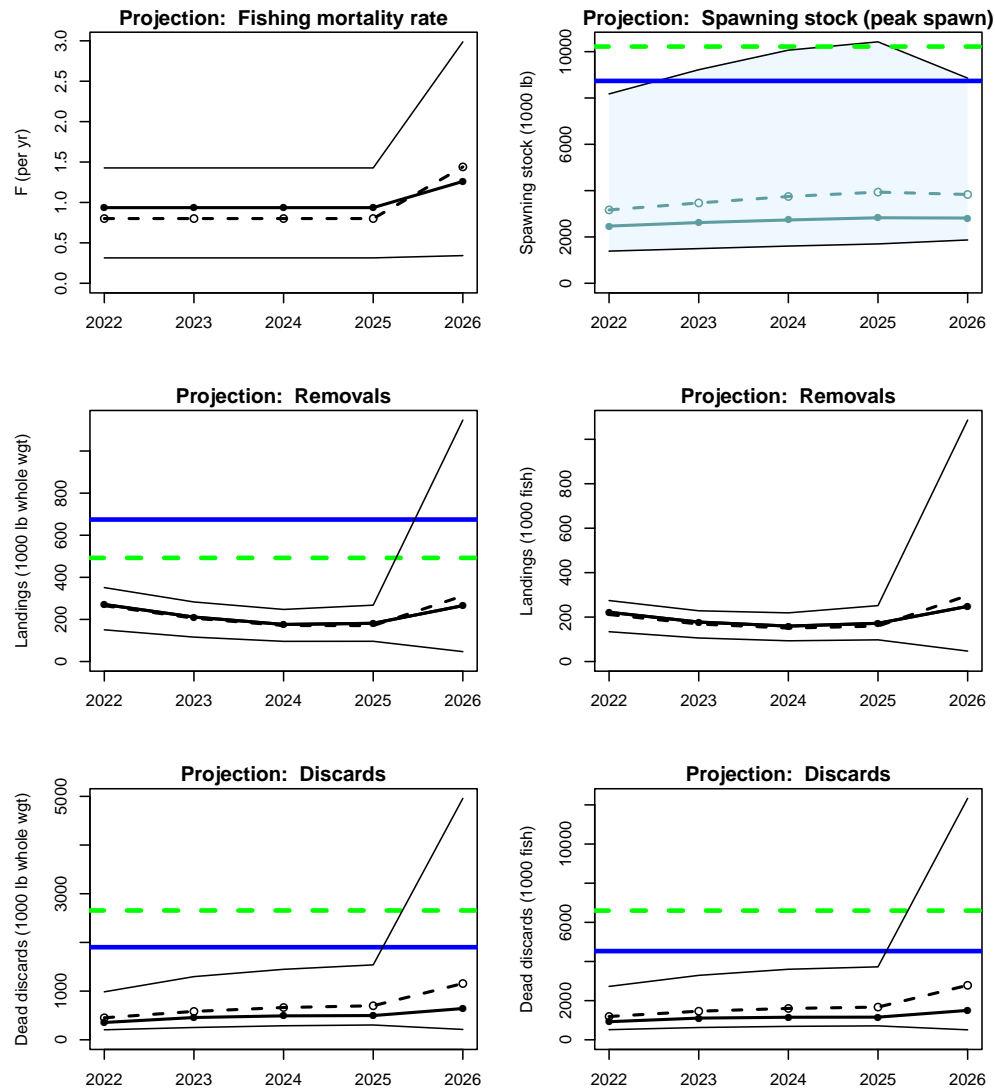 Projection: Fishing mortality rate
F (per yr)
3.0
2.5
2.0
1.5
1.0
0.5
0.0
2022 2023 2024 2025 2026
Projection: Spawning stock (peak spawn)
Spawning stock (1000 lb)
10000
6000
2000
0
2022 2023 2024 2025 2026
Projection: Removals
Landings (1000 lb whole wgt)
800
600
400
200
0
2022 2023 2024 2025 2026
Projection: Removals
Landings (1000 fish)
800
600
400
200
0
2022 2023 2024 2025 2026
Projection: Discards
Dead discards (1000 lb whole wgt)
5000
3000
1000
0
2022 2023 2024 2025 2026
Projection: Discards
Dead discards (1000 fish)
10000
6000
2000
0
2022 2023 2024 2025 2026